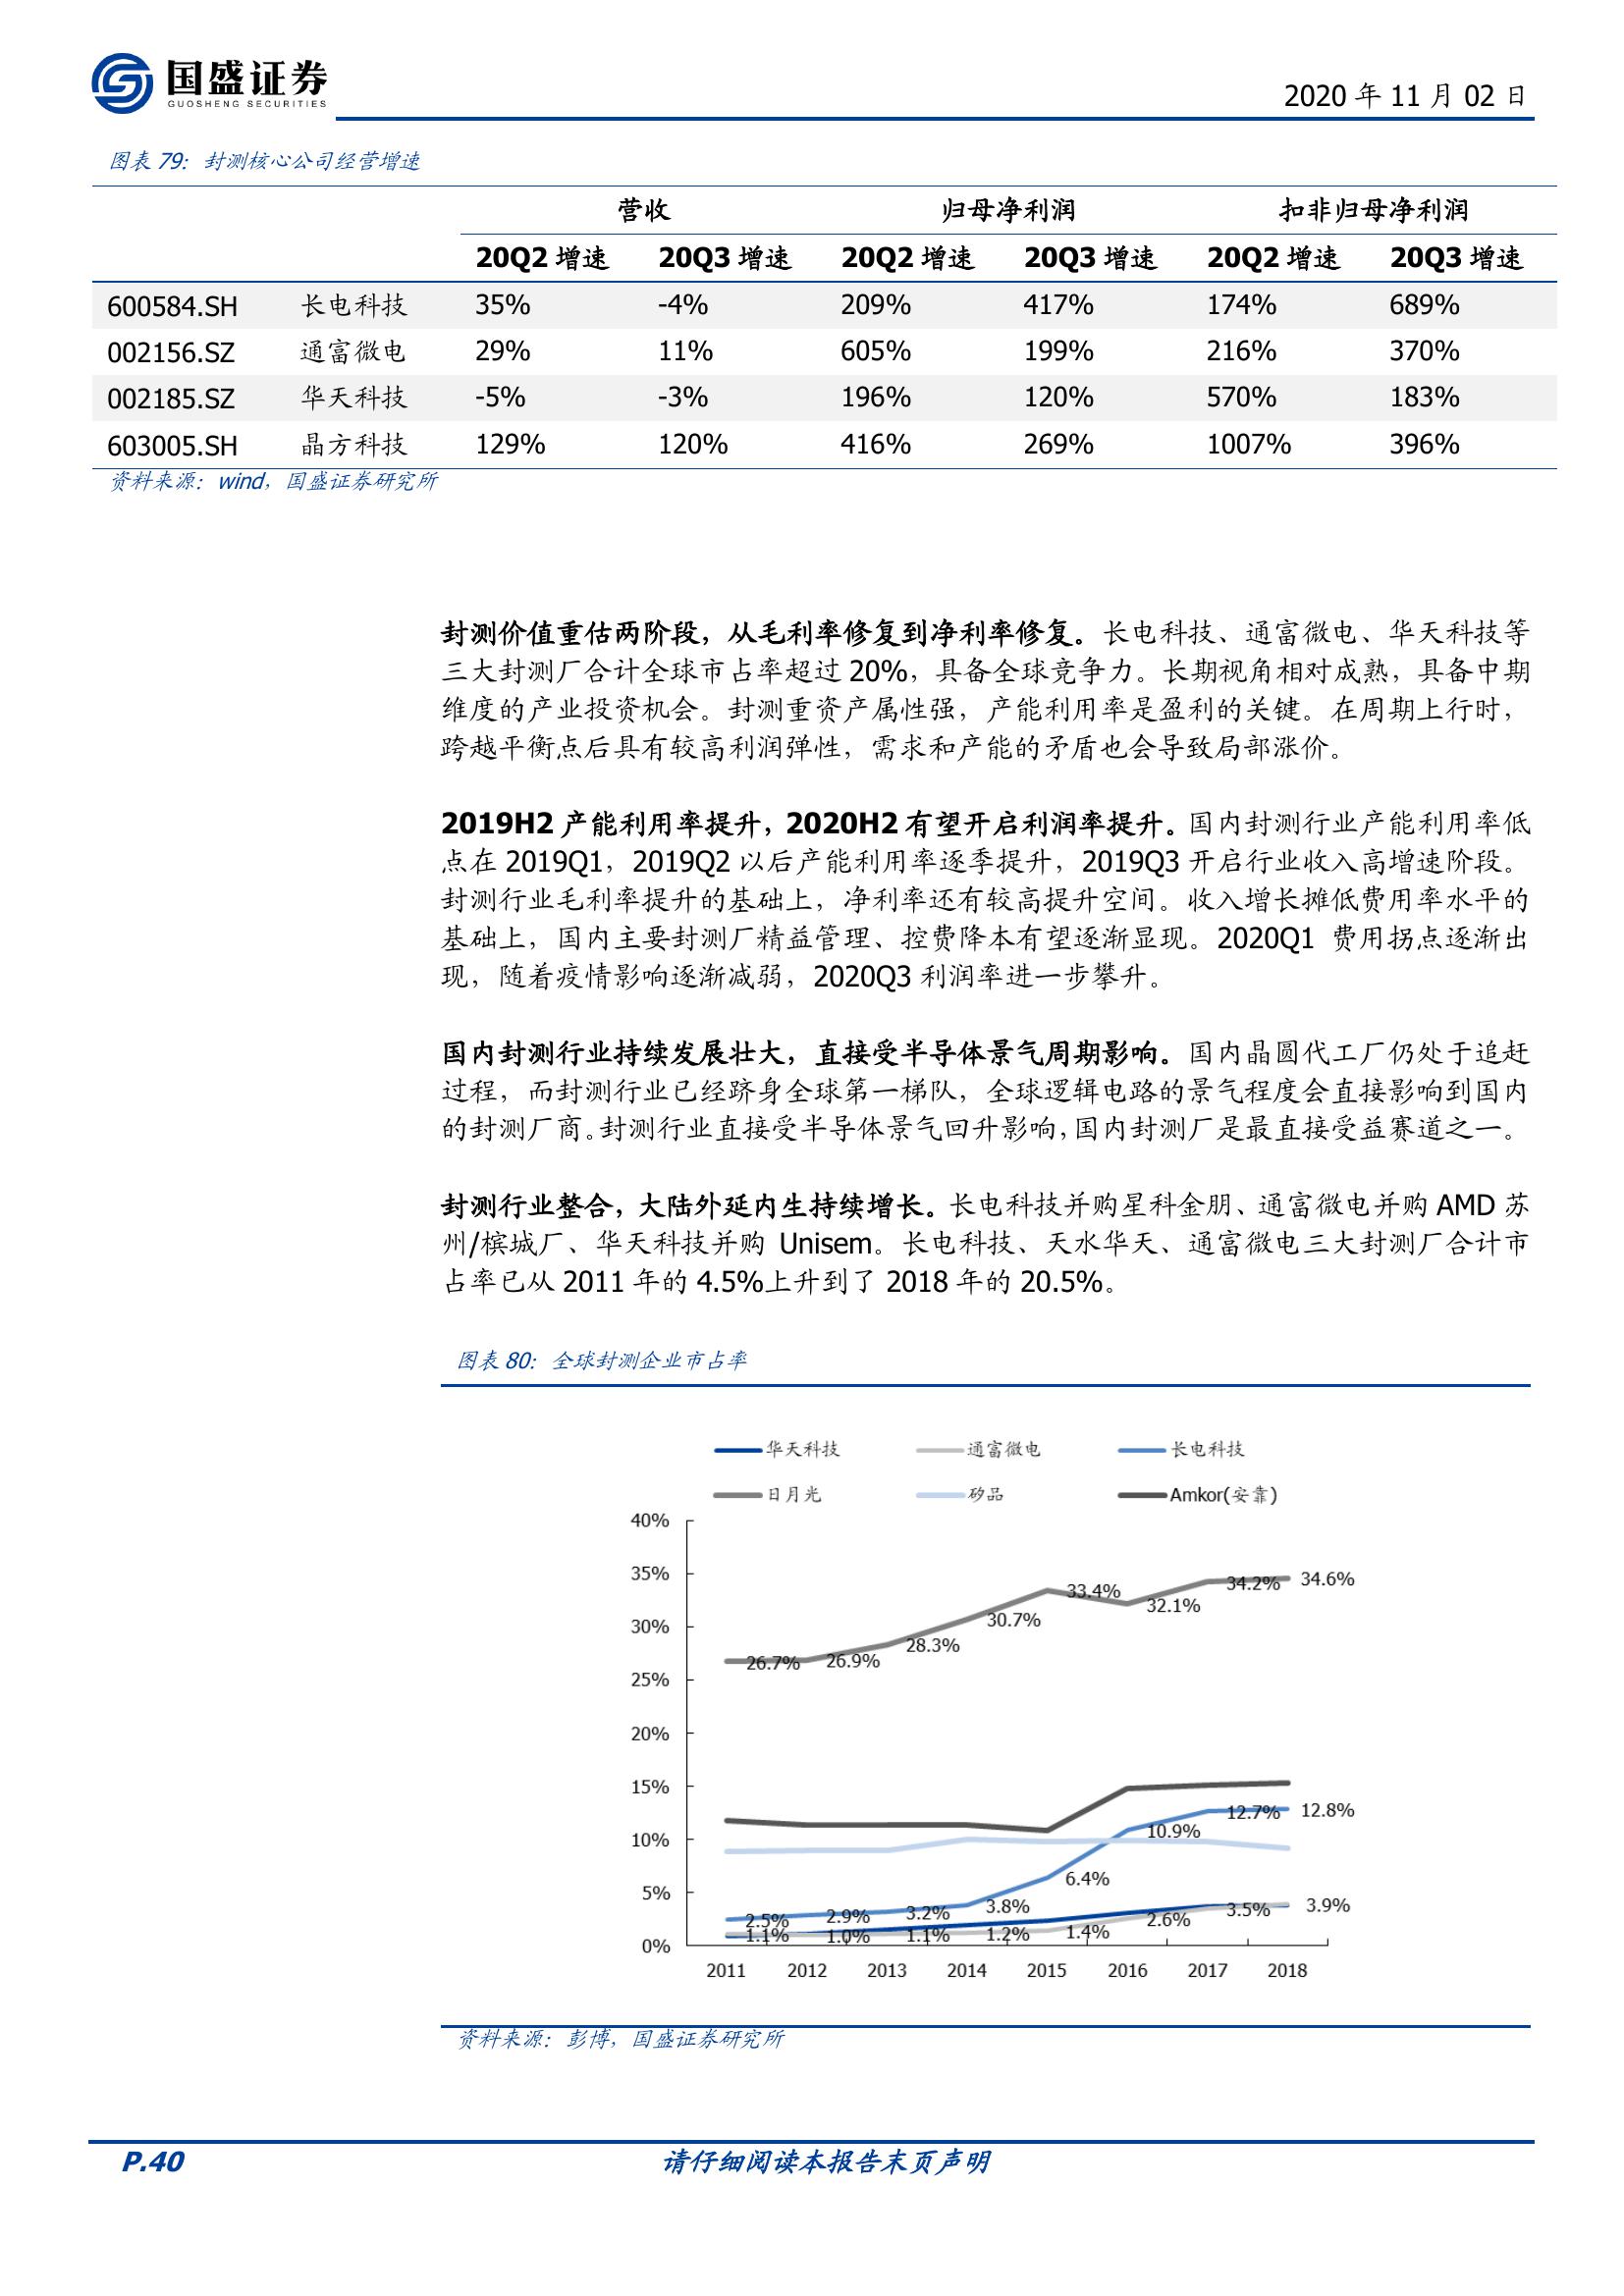 国盛证券
GUOSHENG SECURITIES
2020 年 11 月 02 日
图表 79：封测核心公司经营增速
营收 归母净利润 扣非归母净利润
20Q2 增速 20Q3 增速 20Q2 增速 20Q3 增速 20Q2 增速 20Q3 增速
600584.SH 长电科技 35% -4% 209% 417% 174% 689%
002156.SZ 通富微电 29% 11% 605% 199% 216% 370%
002185.SZ 华天科技 -5% -3% 196% 120% 570% 183%
603005.SH 晶方科技 129% 120% 416% 269% 1007% 396%
资料来源：wind，国盛证券研究所
封测价值重估两阶段，从毛利率修复到净利率修复。长电科技、通富微电、华天科技等
三大封测厂合计全球市占率超过 20%，具备全球竞争力。长期视角相对成熟，具备中期
维度的产业投资机会。封测重资产属性强，产能利用率是盈利的关键。在周期上行时，
跨越平衡点后具有较高利润弹性，需求和产能的矛盾也会导致局部涨价。
2019H2 产能利用率提升，2020H2 有望开启利润率提升。国内封测行业产能利用率低
点在 2019Q1，2019Q2 以后产能利用率逐季提升，2019Q3 开启行业收入高增速阶段。
封测行业毛利率提升的基础上，净利率还有较高提升空间。收入增长摊低费用率水平的
基础上，国内主要封测厂精益管理、控费降本有望逐渐显现。2020Q1 费用拐点逐渐出
现，随着疫情影响逐渐减弱，2020Q3 利润率进一步攀升。
国内封测行业持续发展壮大，直接受半导体景气周期影响。国内晶圆代工厂仍处于追赶
过程，而封测行业已经跻身全球第一梯队，全球逻辑电路的景气程度会直接影响到国内
的封测厂商。封测行业直接受半导体景气回升影响，国内封测厂是最直接受益赛道之一。
封测行业整合，大陆外延内生持续增长。长电科技并购星科金朋、通富微电并购 AMD 苏
州/槟城厂、华天科技并购 Unisem。长电科技、天水华天、通富微电三大封测厂合计市
占率已从 2011 年的 4.5%上升到了 2018 年的 20.5%。
图表 80：全球封测企业市占率
华天科技 通富微电 长电科技
日月光 矽品 Amkor(安靠)
40%
35%
30%
25%
20%
15%
10%
5%
0%
26.7% 26.9% 28.3% 30.7% 33.4% 32.1% 34.2% 34.6%
2.5% 2.9% 3.2% 3.8% 6.4% 10.9% 12.7% 12.8%
1.1% 1.0% 1.1% 1.2% 1.4% 2.6% 3.5% 3.9%
2011 2012 2013 2014 2015 2016 2017 2018
资料来源：彭博，国盛证券研究所
P.40 请仔细阅读本报告末页声明